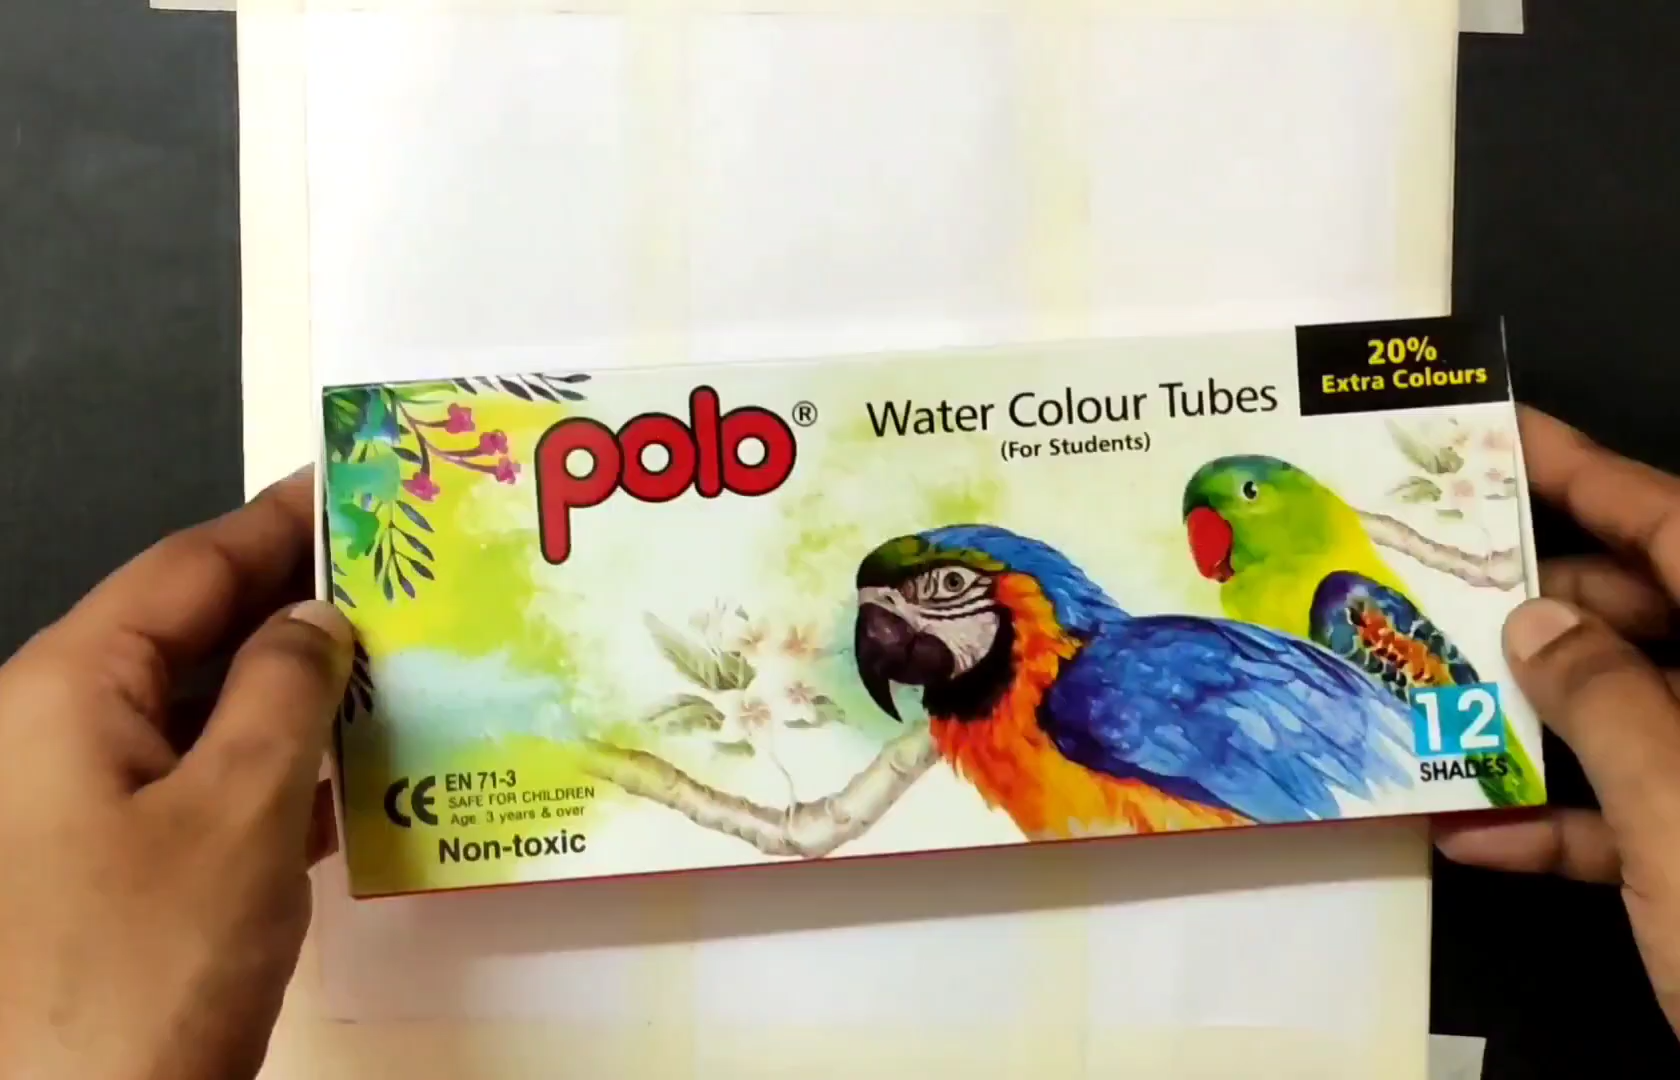 polo®
Water Colour Tubes
(For Students)
20%
Extra Colours
12
SHADES
CE EN 71-3
SAFE FOR CHILDREN
Age 3 years & over
Non-toxic